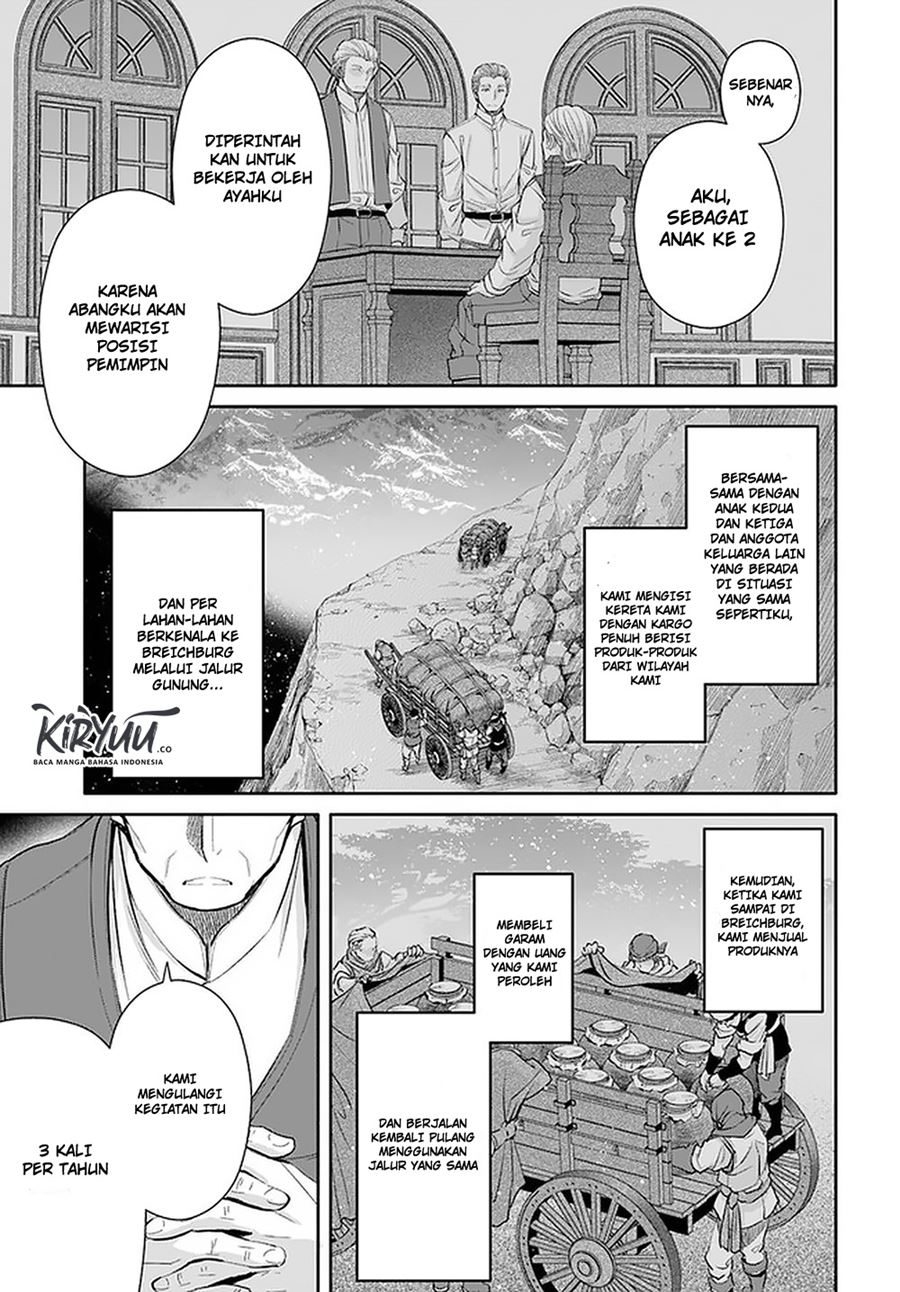 SEBENAR
NYA,
AKU,
SEBAGAI
ANAK KE 2
DIPERINTAH
KAN UNTUK
BEKERJA OLEH
AYAHKU
KARENA
ABANGKU AKAN
MEWARISI
POSISI
PEMIMPIN
BERSAMA-
SAMA DENGAN
ANAK KEDUA
DAN KETIGA
DAN ANGGOTA
KELUARGA LAIN
YANG BERADA
DI SITUASI
YANG SAMA
SEPERTIKU,
KAMI MENGISI
KERETA KAMI
DENGAN KARGO
PENUH BERISI
PRODUK-PRODUK
DARI WILAYAH
KAMI
DAN PER
LAHAN-LAHAN
BERKENALA KE
BREICHBURG
MELALUI JALUR
GUNUNG...
KIRYUU.CO
BACA MANGA BAHASA INDONESIA
KEMUDIAN,
KETIKA KAMI
SAMPAI DI
BREICHBURG,
KAMI MENJUAL
PRODUKNYA
MEMBELI
GARAM
DENGAN UANG
YANG KAMI
PEROLEH
DAN BERJALAN
KEMBALI PULANG
MENGGUNAKAN
JALUR YANG SAMA
KAMI
MENGULANGI
KEGIATAN ITU
3 KALI
PER TAHUN